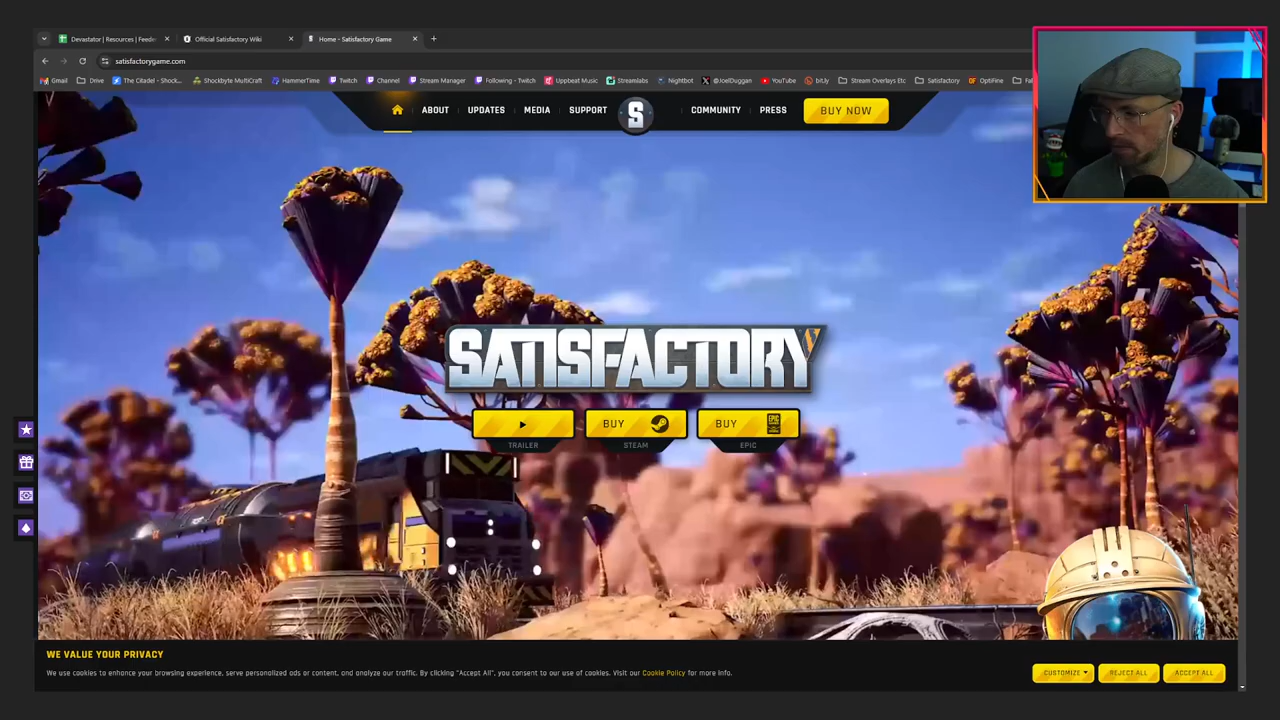 Devastator | Resources | Feede
Official Satisfactory Wiki
Home – Satisfactory Game
satisfactorygame.com
Gmail
Drive
The Citadel - Shock...
Shockbyte MultiCraft
HammerTime
Twitch
Channel
Stream Manager
Following - Twitch
Uppbeat Music
Streamlabs
Nightbot
@JoelDuggan
YouTube
bit.ly
Stream Overlays Etc
Satisfactory
OptiFine
ABOUT
UPDATES
MEDIA
SUPPORT
S
COMMUNITY
PRESS
BUY NOW
SATISFACTORY
BUY
BUY
TRAILER
STEAM
EPIC
WE VALUE YOUR PRIVACY
We use cookies to enhance your browsing experience, serve personalized ads or content, and analyze our traffic. By clicking "Accept All", you consent to our use of cookies. Visit our Cookie Policy for more info.
CUSTOMIZE
REJECT ALL
ACCEPT ALL